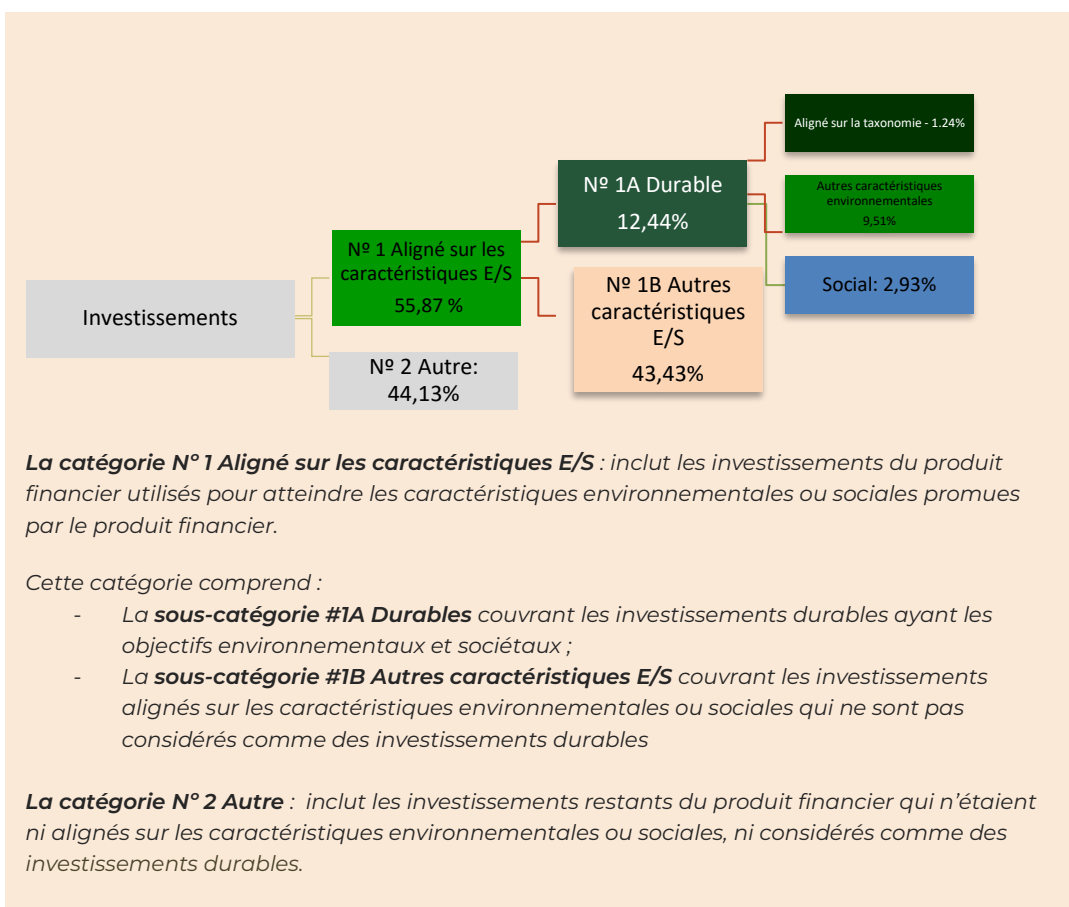 Aligné sur la taxonomie - 1.24%
Nº 1A Durable
12,44%
Autres caractéristiques
environnementales
9,51%
Nº 1 Aligné sur les
caractéristiques E/S
55,87 %
Social: 2,93%
Nº 1B Autres
caractéristiques
E/S
43,43%
Investissements
Nº 2 Autre:
44,13%
La catégorie Nº 1 Aligné sur les caractéristiques E/S : inclut les investissements du produit
financier utilisés pour atteindre les caractéristiques environnementales ou sociales promues
par le produit financier.
Cette catégorie comprend :
- La sous-catégorie #1A Durables couvrant les investissements durables ayant les
objectifs environnementaux et sociétaux ;
- La sous-catégorie #1B Autres caractéristiques E/S couvrant les investissements
alignés sur les caractéristiques environnementales ou sociales qui ne sont pas
considérés comme des investissements durables
La catégorie Nº 2 Autre : inclut les investissements restants du produit financier qui n'étaient
ni alignés sur les caractéristiques environnementales ou sociales, ni considérés comme des
investissements durables.